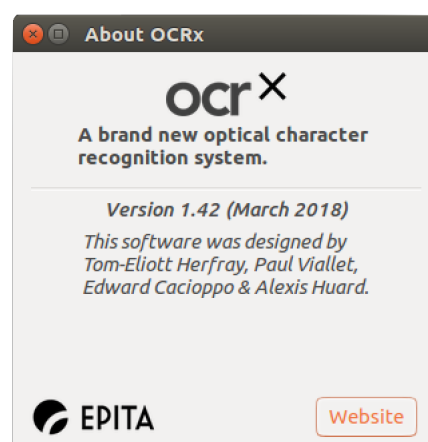 About OCRx
ocr×
A brand new optical character
recognition system.
Version 1.42 (March 2018)
This software was designed by
Tom-Eliott Herfray, Paul Viallet,
Edward Cacioppo & Alexis Huard.
EPITA
Website